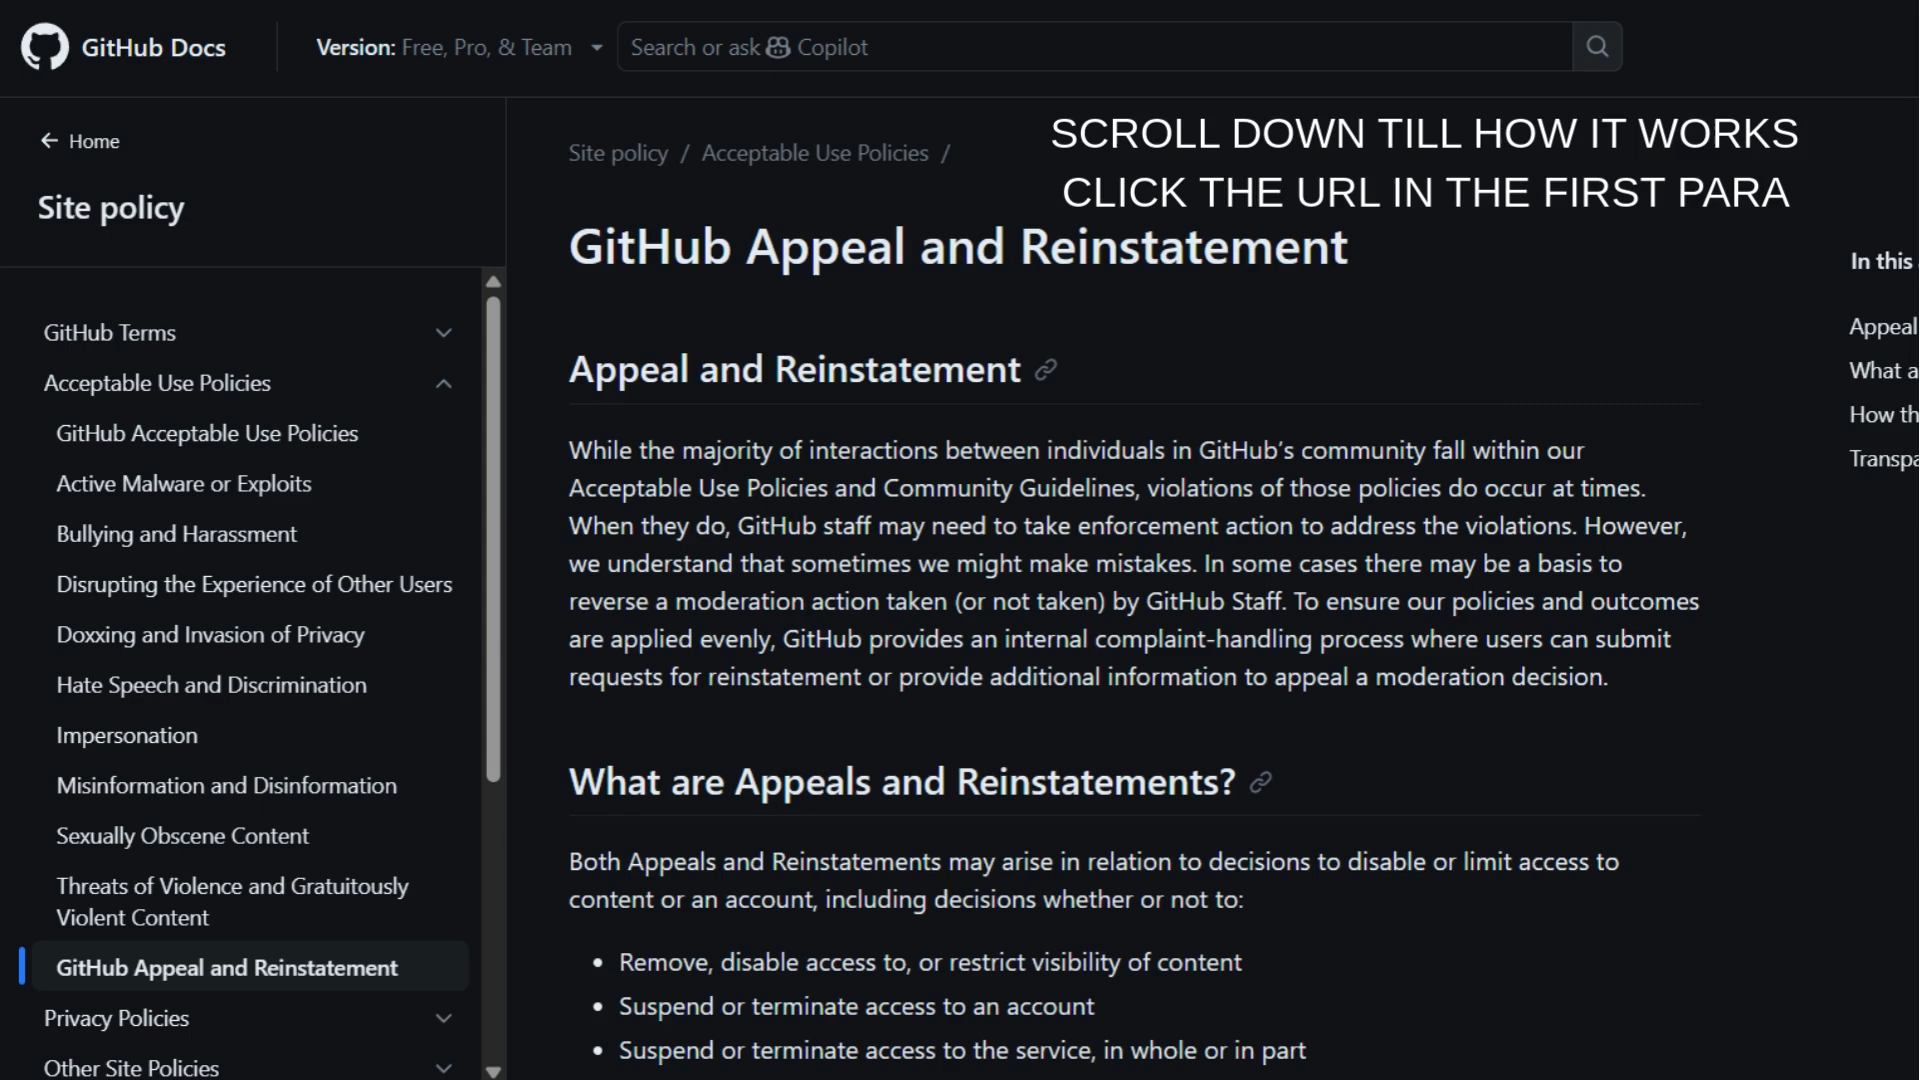 GitHub Docs
Version: Free, Pro, & Team
Search or ask Copilot
Home
Site policy
GitHub Terms
Acceptable Use Policies
GitHub Acceptable Use Policies
Active Malware or Exploits
Bullying and Harassment
Disrupting the Experience of Other Users
Doxxing and Invasion of Privacy
Hate Speech and Discrimination
Impersonation
Misinformation and Disinformation
Sexually Obscene Content
Threats of Violence and Gratuitously
Violent Content
GitHub Appeal and Reinstatement
Privacy Policies
Other Site Policies
Site policy / Acceptable Use Policies /
SCROLL DOWN TILL HOW IT WORKS
CLICK THE URL IN THE FIRST PARA
GitHub Appeal and Reinstatement
Appeal and Reinstatement
While the majority of interactions between individuals in GitHub’s community fall within our
Acceptable Use Policies and Community Guidelines, violations of those policies do occur at times.
When they do, GitHub staff may need to take enforcement action to address the violations. However,
we understand that sometimes we might make mistakes. In some cases there may be a basis to
reverse a moderation action taken (or not taken) by GitHub Staff. To ensure our policies and outcomes
are applied evenly, GitHub provides an internal complaint-handling process where users can submit
requests for reinstatement or provide additional information to appeal a moderation decision.
What are Appeals and Reinstatements?
Both Appeals and Reinstatements may arise in relation to decisions to disable or limit access to
content or an account, including decisions whether or not to:
• Remove, disable access to, or restrict visibility of content
• Suspend or terminate access to an account
• Suspend or terminate access to the service, in whole or in part
In this
Appeal
What a
How th
Transpa